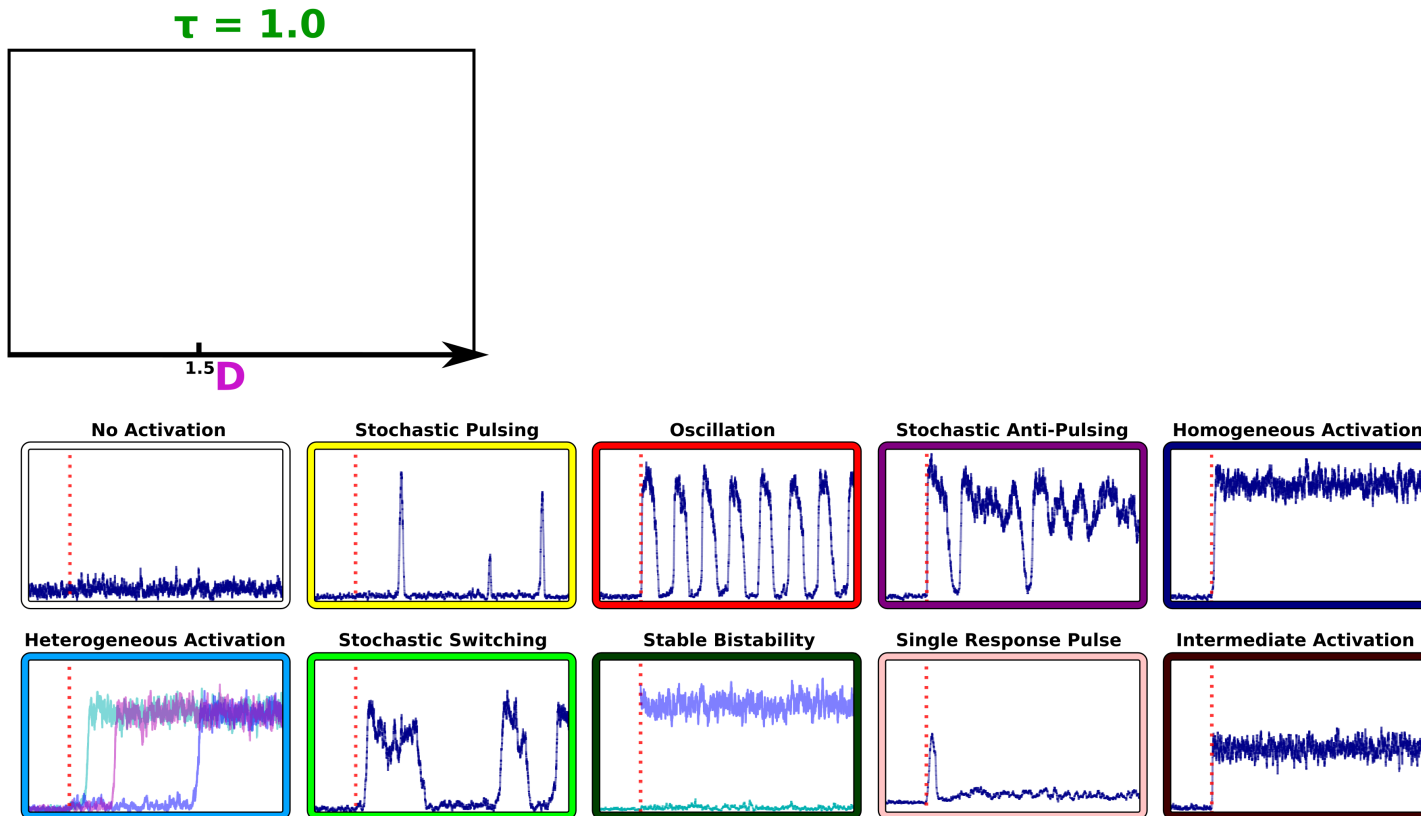 τ = 1.0
1.5
D
No Activation
Stochastic Pulsing
Oscillation
Stochastic Anti-Pulsing
Homogeneous Activation
Heterogeneous Activation
Stochastic Switching
Stable Bistability
Single Response Pulse
Intermediate Activation